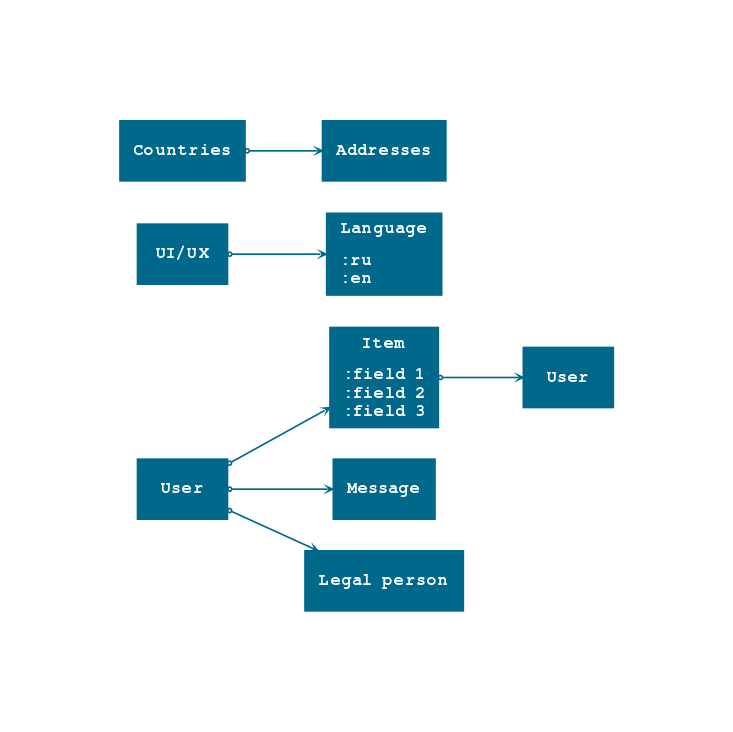 Countries
Addresses
UI/UX
Language
:ru
:en
Item
:field 1
:field 2
:field 3
User
User
Message
Legal person